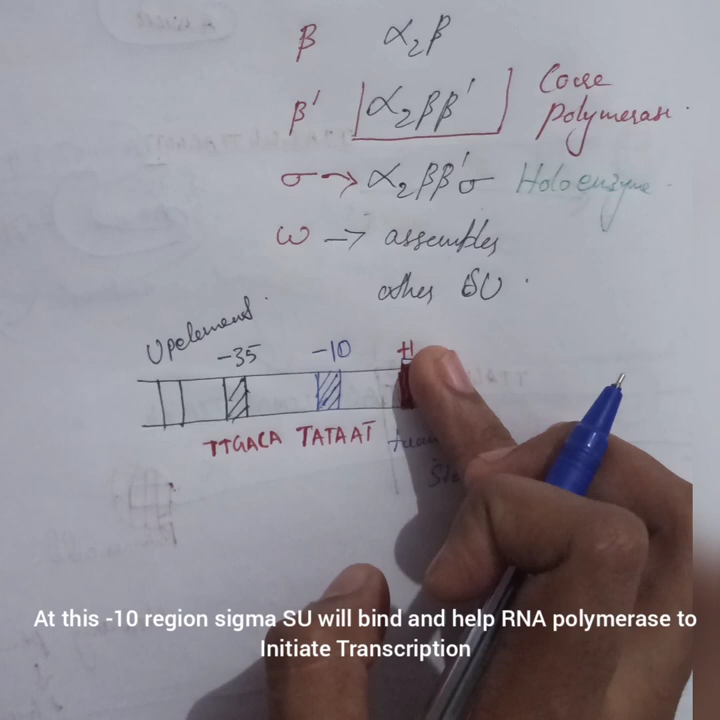 β α₂β
β' α₂ββ' Core
polymerase.
σ → α₂ββ'σ Holoenzyme.
ω → assembles
other SU.
Upelement
-35 -10 +1
TTGACA TATAAT
At this -10 region sigma SU will bind and help RNA polymerase to
Initiate Transcription